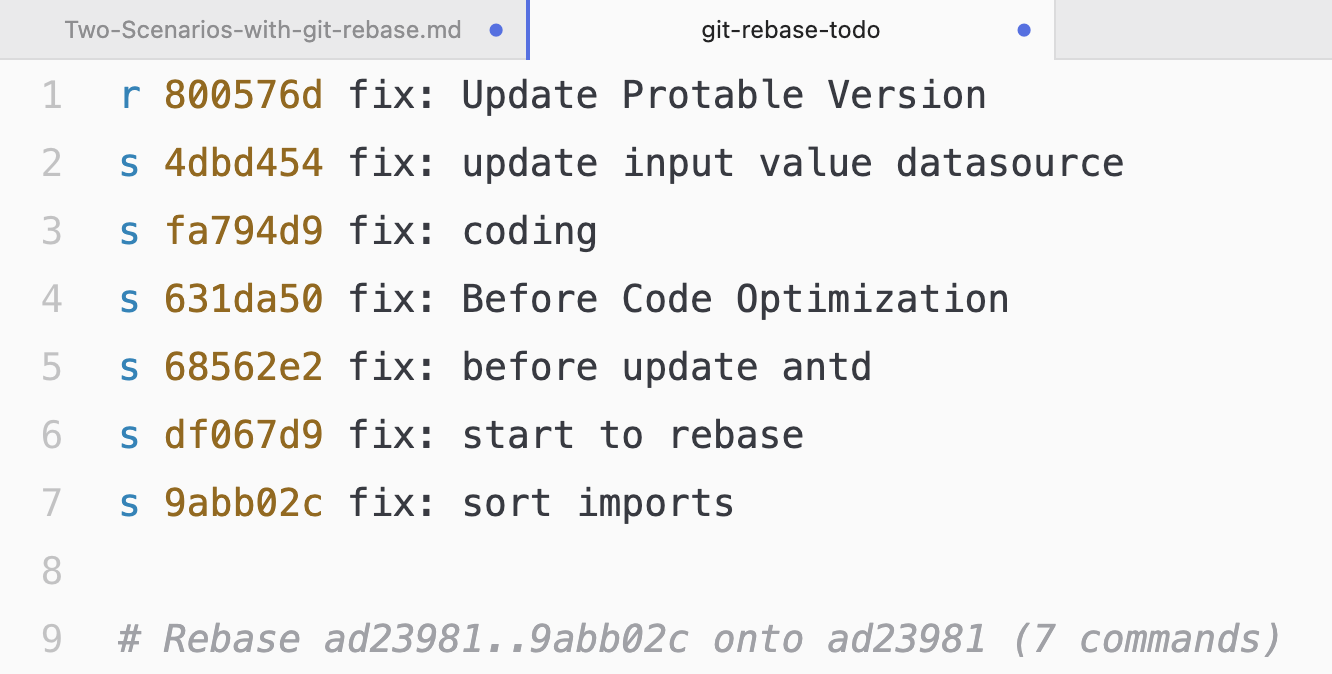 Two-Scenarios-with-git-rebase.md git-rebase-todo
1 r 800576d fix: Update Protable Version
2 s 4dbd454 fix: update input value datasource
3 s fa794d9 fix: coding
4 s 631da50 fix: Before Code Optimization
5 s 68562e2 fix: before update antd
6 s df067d9 fix: start to rebase
7 s 9abb02c fix: sort imports
8
9 # Rebase ad23981..9abb02c onto ad23981 (7 commands)